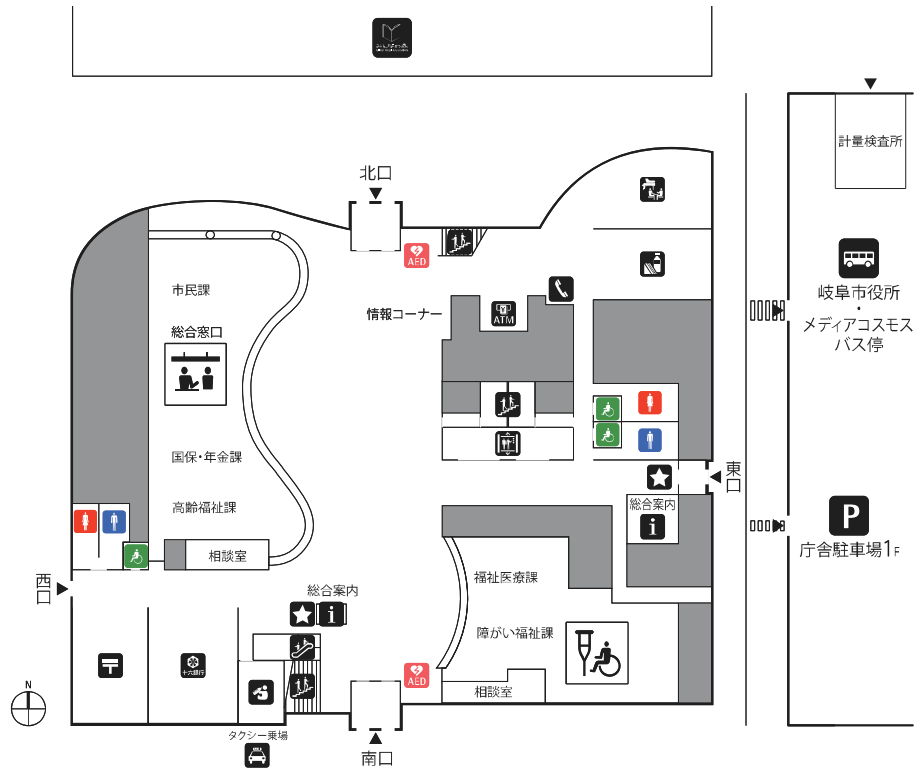 計量検査所
北口
AED
市民課
情報コーナー
ATM
岐阜市役所
・
メディアコスモス
バス停
総合窓口
国保・年金課
東口
高齢福祉課
総合案内
i
P
庁舎駐車場1F
相談室
西口
総合案内
i
福祉医療課
障がい福祉課
〒
十六銀行
AED
相談室
N
タクシー乗場
南口